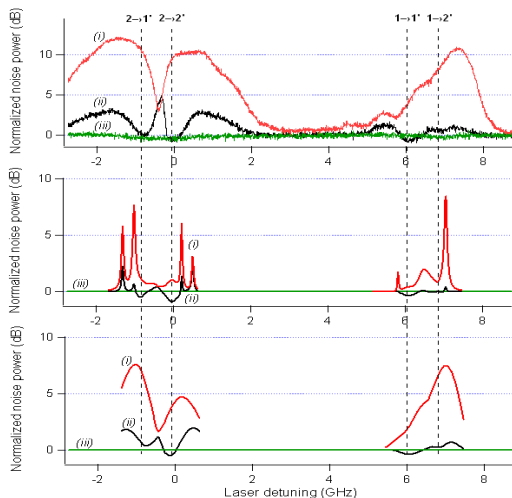 2→1' 2→2' 1→1' 1→2'
Normalized noise power (dB)
10
5
0
(i)
(ii)
(iii)
-2 0 2 4 6 8
Normalized noise power (dB)
10
5
0
(i)
(iii)
(ii)
-2 0 2 4 6 8
Normalized noise power (dB)
10
5
0
(i)
(ii)
(iii)
-2 0 2 4 6 8
Laser detuning (GHz)